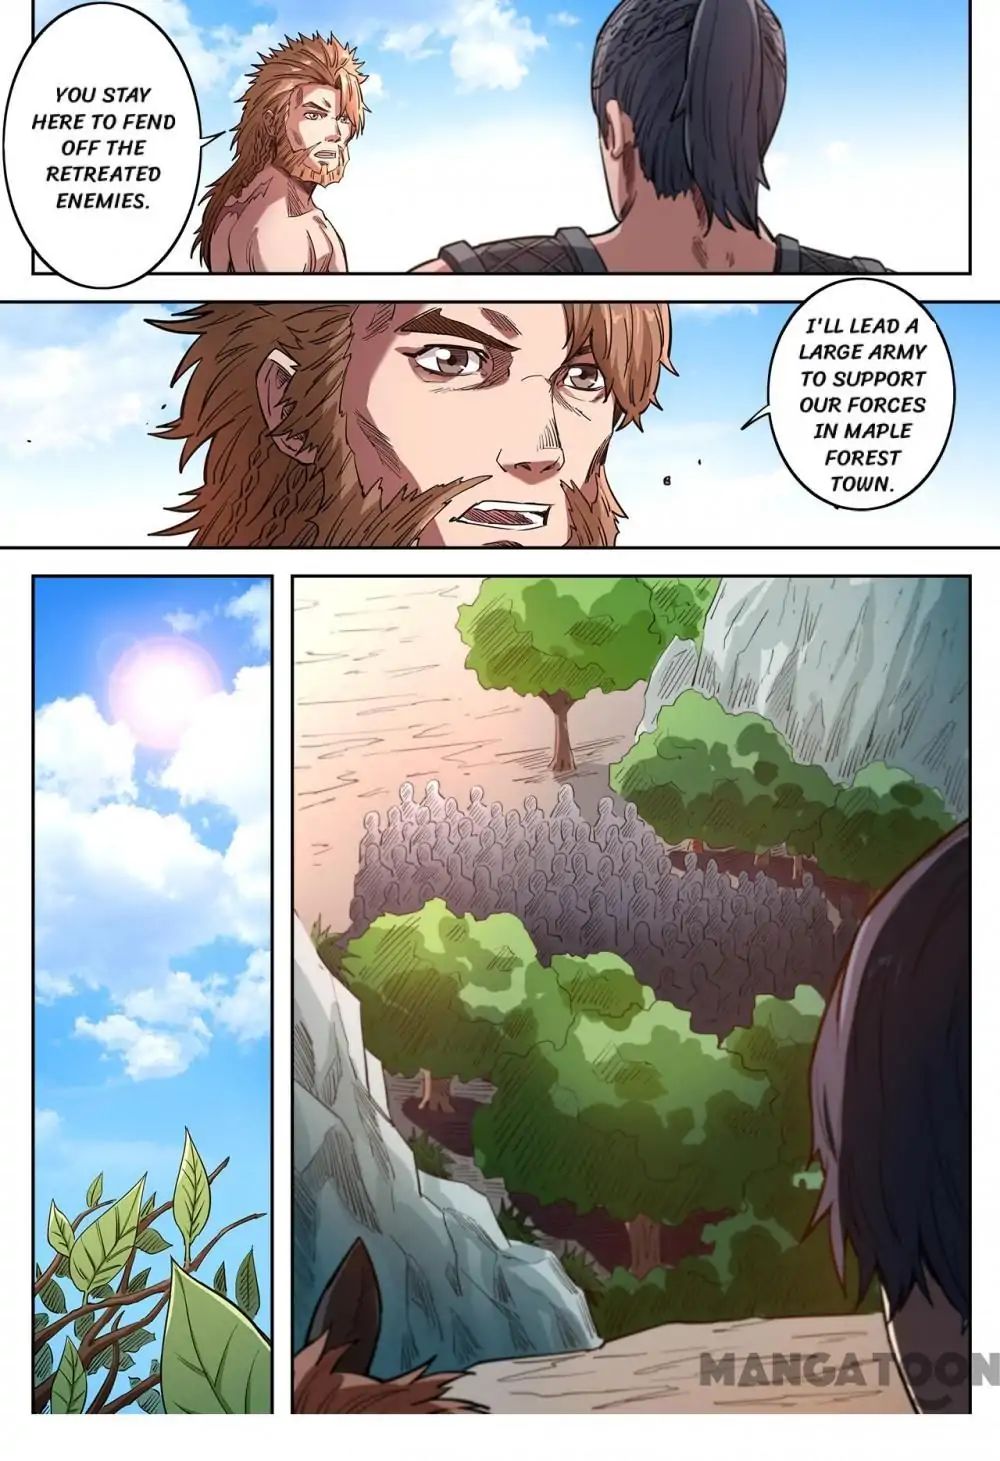 YOU STAY
HERE TO FEND
OFF THE
RETREATED
ENEMIES.
I'LL LEAD A
LARGE ARMY
TO SUPPORT
OUR FORCES
IN MAPLE
FOREST
TOWN.
MANGATOON